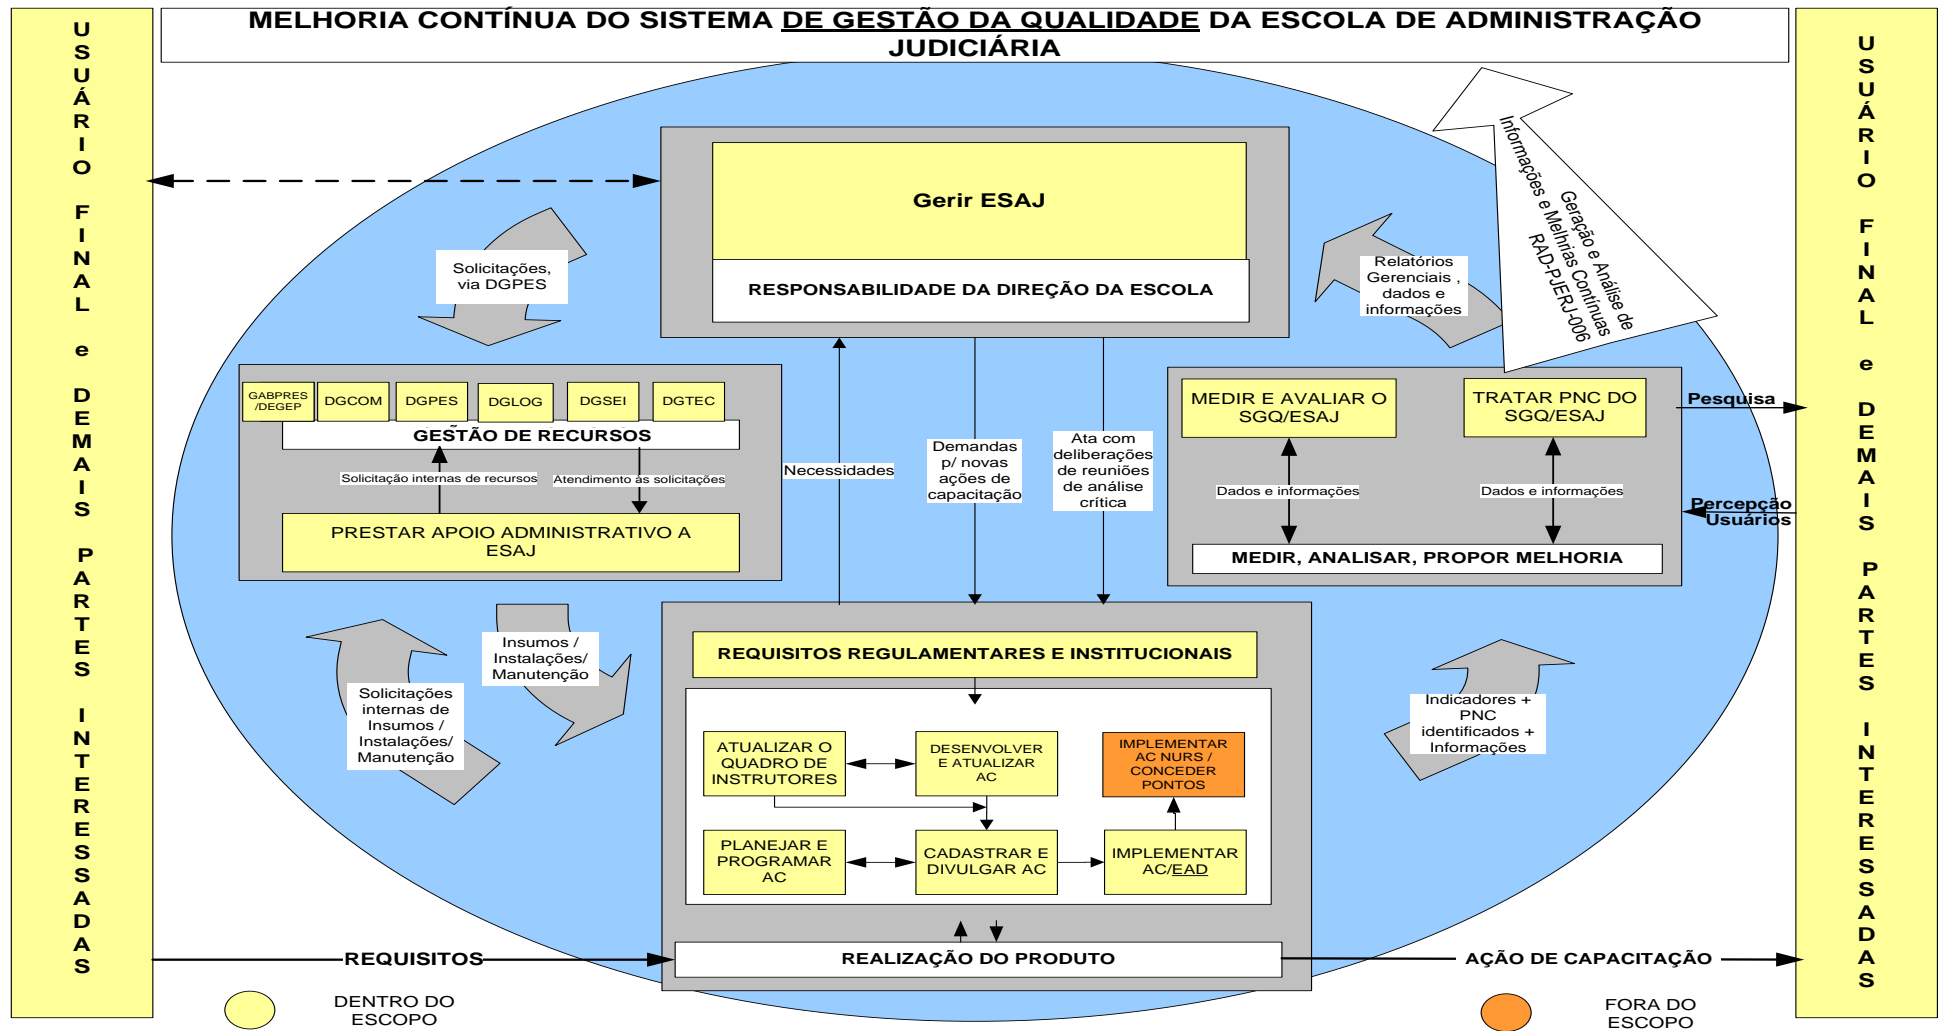 MELHORIA CONTÍNUA DO SISTEMA DE GESTÃO DA QUALIDADE DA ESCOLA DE ADMINISTRAÇÃO
JUDICIÁRIA
USUÁRIO FINAL e DEMAIS PARTES INTERESSADAS
Gerir ESAJ
RESPONSABILIDADE DA DIREÇÃO DA ESCOLA
Solicitações,
via DGPES
Relatórios
Gerenciais ,
dados e
informações
Geração e Análise de
Informações e Melhrias Contínuas
RAD-PJERJ-006
GABPRES
/DEGEP
DGCOM
DGPES
DGLOG
DGSEI
DGTEC
GESTÃO DE RECURSOS
Solicitação internas de recursos
Atendimento às solicitações
PRESTAR APOIO ADMINISTRATIVO A
ESAJ
Necessidades
Demandas
p/ novas
ações de
capacitação
Ata com
deliberações
de reuniões
de análise
crítica
MEDIR E AVALIAR O
SGQ/ESAJ
TRATAR PNC DO
SGQ/ESAJ
Dados e informações
Dados e informações
MEDIR, ANALISAR, PROPOR MELHORIA
Pesquisa
Percepção
Usuários
Insumos /
Instalações/
Manutenção
Solicitações
internas de
Insumos /
Instalações/
Manutenção
REQUISITOS REGULAMENTARES E INSTITUCIONAIS
ATUALIZAR O
QUADRO DE
INSTRUTORES
DESENVOLVER
E ATUALIZAR
AC
IMPLEMENTAR
AC NURS /
CONCEDER
PONTOS
PLANEJAR E
PROGRAMAR
AC
CADASTRAR E
DIVULGAR AC
IMPLEMENTAR
AC/EAD
Indicadores +
PNC
identificados +
Informações
REQUISITOS
REALIZAÇÃO DO PRODUTO
AÇÃO DE CAPACITAÇÃO
DENTRO DO
ESCOPO
FORA DO
ESCOPO
USUÁRIO FINAL e DEMAIS PARTES INTERESSADAS